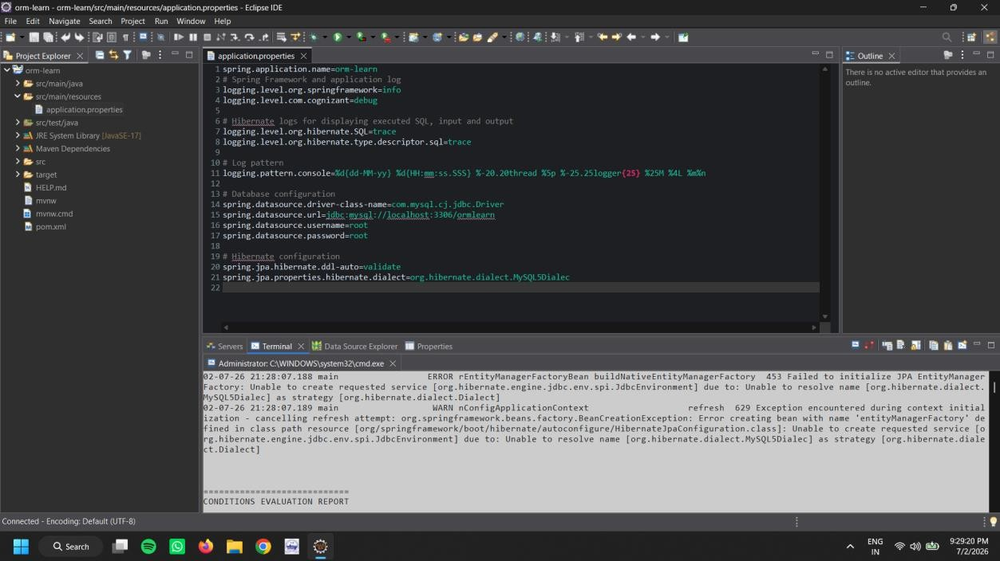 orm-learn - orm-learn/src/main/resources/application.properties - Eclipse IDE
File Edit Navigate Search Project Run Window Help
Project Explorer
orm-learn
src/main/java
src/main/resources
application.properties
src/test/java
JRE System Library [JavaSE-17]
Maven Dependencies
src
target
HELP.md
mvnw
mvnw.cmd
pom.xml
application.properties
1 spring.application.name=orm-learn
2 # Spring Framework and application log
3 logging.level.org.springframework=info
4 logging.level.com.cognizant=debug
5
6 # Hibernate logs for displaying executed SQL, input and output
7 logging.level.org.hibernate.SQL=trace
8 logging.level.org.hibernate.type.descriptor.sql=trace
9
10 # Log pattern
11 logging.pattern.console=%d{dd-MM-yy} %d{HH:mm:ss.SSS} %-20.20thread %5p %-25.25logger{25} %25M %4L %m%n
12
13 # Database configuration
14 spring.datasource.driver-class-name=com.mysql.cj.jdbc.Driver
15 spring.datasource.url=jdbc:mysql://localhost:3306/ormlearn
16 spring.datasource.username=root
17 spring.datasource.password=root
18
19 # Hibernate configuration
20 spring.jpa.hibernate.ddl-auto=validate
21 spring.jpa.properties.hibernate.dialect=org.hibernate.dialect.MySQL5Dialec
22
Outline
There is no active editor that provides an
outline.
Servers Terminal Data Source Explorer Properties
Administrator: C:\WINDOWS\system32\cmd.exe
02-07-26 21:28:07.188 main ERROR rEntityManagerFactoryBean buildNativeEntityManagerFactory 453 Failed to initialize JPA EntityManager
Factory: Unable to create requested service [org.hibernate.engine.jdbc.env.spi.JdbcEnvironment] due to: Unable to resolve name [org.hibernate.dialect.
MySQL5Dialec] as strategy [org.hibernate.dialect.Dialect]
02-07-26 21:28:07.189 main WARN nConfigApplicationContext refresh 629 Exception encountered during context initial
ization - cancelling refresh attempt: org.springframework.beans.factory.BeanCreationException: Error creating bean with name 'entityManagerFactory' de
fined in class path resource [org/springframework/boot/hibernate/autoconfigure/HibernateJpaConfiguration.class]: Unable to create requested service [o
rg.hibernate.engine.jdbc.env.spi.JdbcEnvironment] due to: Unable to resolve name [org.hibernate.dialect.MySQL5Dialec] as strategy [org.hibernate.diale
ct.Dialect]
============================
CONDITIONS EVALUATION REPORT
Connected - Encoding: Default (UTF-8)
Search
ENG
IN
9:29:20 PM
7/2/2026